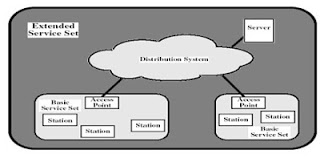 Extended
Service Set
Server
Distribution System
Basic
Service Set
Access
Point
Station
Station
Station
Access
Point
Station
Station
Basic
Service Set